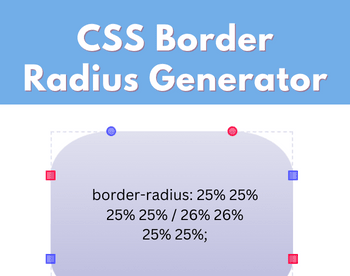 CSS Border
Radius Generator
border-radius: 25% 25%
25% 25% / 26% 26%
25% 25%;